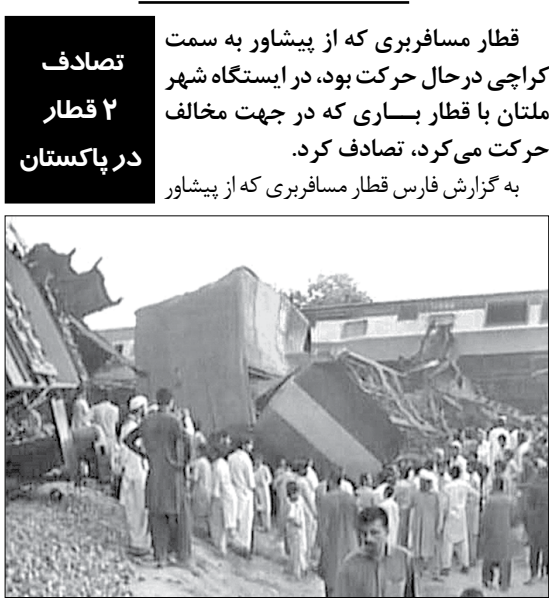 تصادف
۲ قطار
در پاکستان
قطار مسافربری که از پیشاور به سمت
کراچی درحال حرکت بود، در ایستگاه شهر
ملتان با قطار بـــاری که در جهت مخالف
حرکت می‌کرد، تصادف کرد.
به گزارش فارس قطار مسافربری که از پیشاور